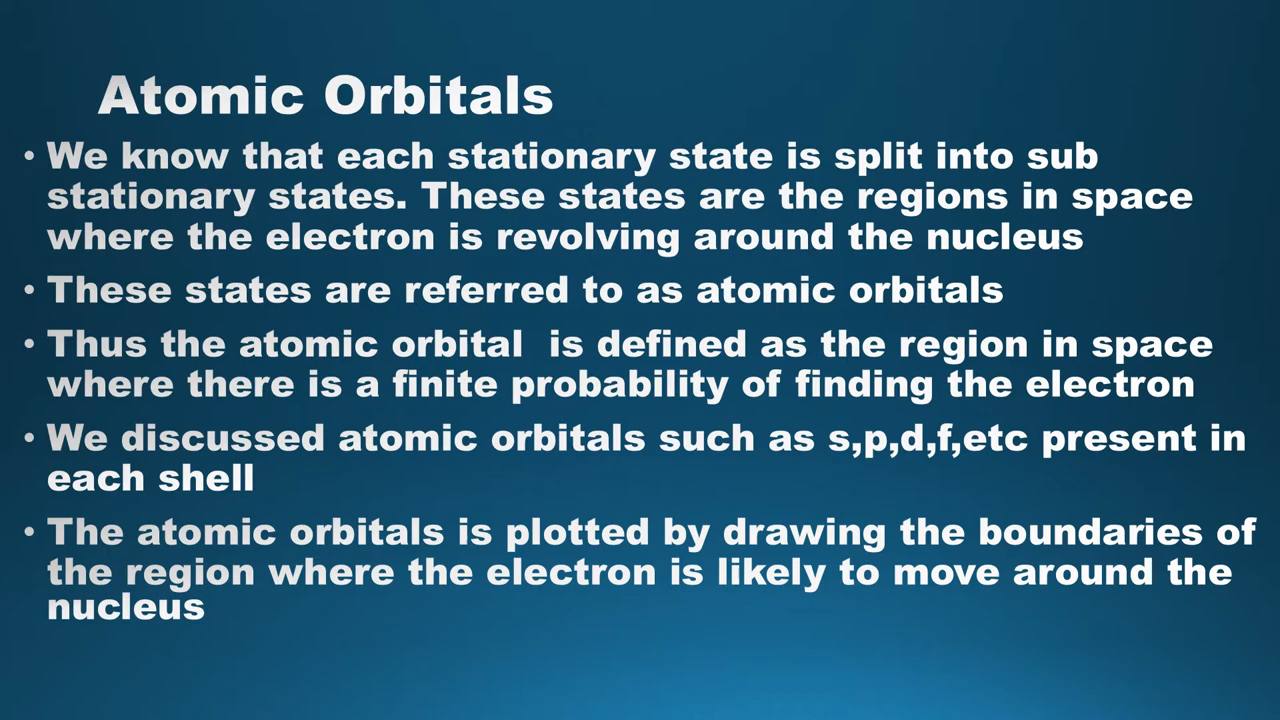 Atomic Orbitals
• We know that each stationary state is split into sub
stationary states. These states are the regions in space
where the electron is revolving around the nucleus
• These states are referred to as atomic orbitals
• Thus the atomic orbital  is defined as the region in space
where there is a finite probability of finding the electron
• We discussed atomic orbitals such as s,p,d,f,etc present in
each shell
• The atomic orbitals is plotted by drawing the boundaries of
the region where the electron is likely to move around the
nucleus